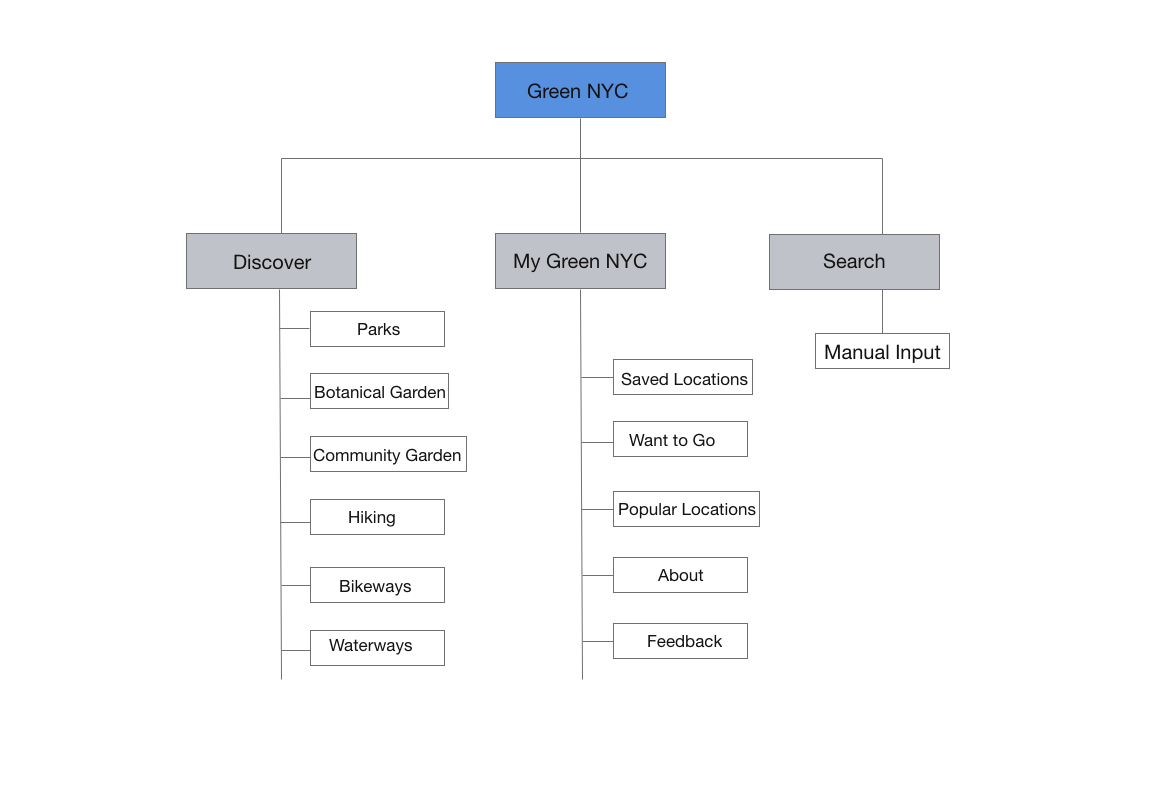 Green NYC
Discover
My Green NYC
Search
Parks
Botanical Garden
Community Garden
Hiking
Bikeways
Waterways
Saved Locations
Want to Go
Popular Locations
About
Feedback
Manual Input